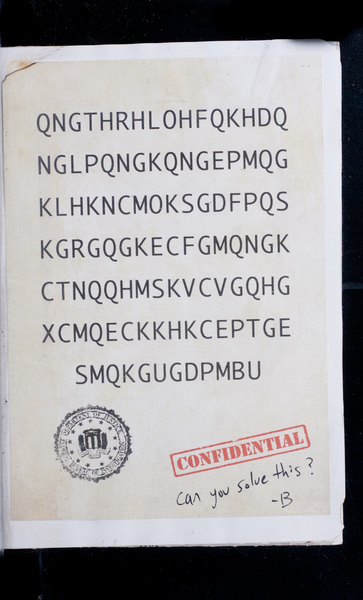 QNGTHRHLOHFQKHDQ
NGLPQNGKQNGEPMQG
KLHKNCMOKSGDFPQS
KGRGQGKECFGMQNGK
CTNQQHMSKVCVGQHG
XCMQECKKHKCEPTGE
SMQKGUGDPMBU
CONFIDENTIAL
can you solve this?
-B